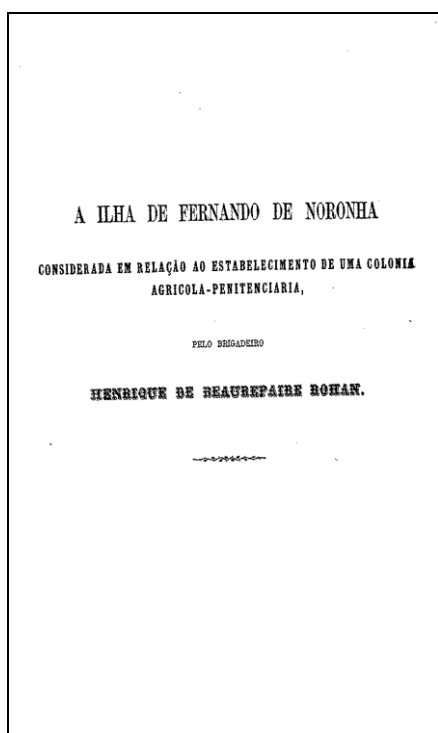 A ILHA DE FERNANDO DE NORONHA
CONSIDERADA EM RELAÇÃO AO ESTABELECIMENTO DE UMA COLONIA
AGRICOLA-PENITENCIARIA,
PELO BRIGADEIRO
HENRIQUE DE BEAUREPAIRE ROHAN.